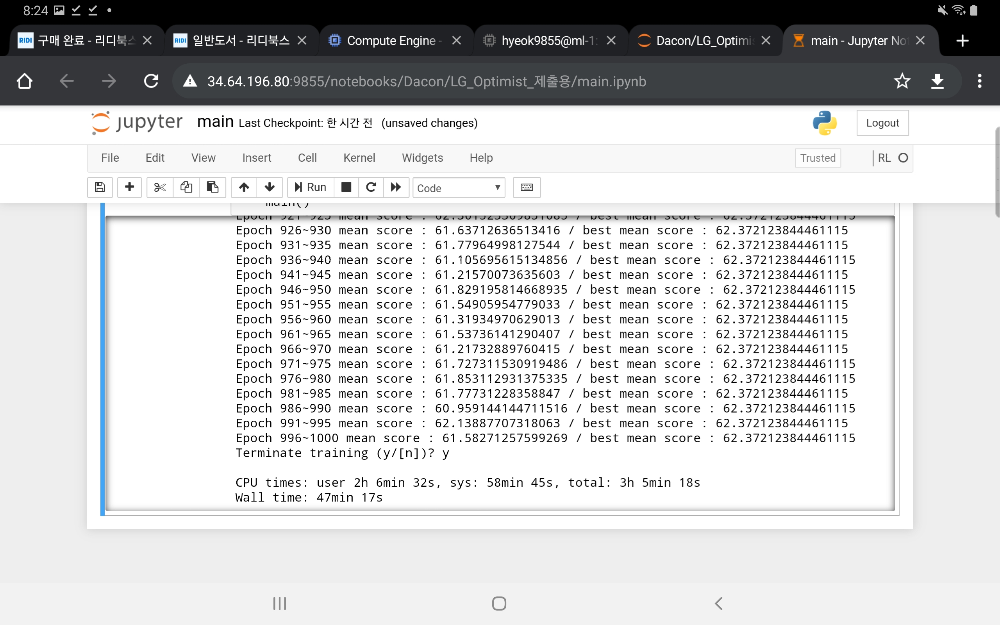 8:24
RIDI 구매 완료 - 리디북스
RIDI 일반도서 - 리디북스
Compute Engine -
hyeok9855@ml-1:
Dacon/LG_Optimis
main - Jupyter Not
34.64.196.80:9855/notebooks/Dacon/LG_Optimist_제출용/main.ipynb
jupyter main Last Checkpoint: 한 시간 전 (unsaved changes)
Logout
File Edit View Insert Cell Kernel Widgets Help
Trusted
RL
Run
Code
main()
Epoch 921~925 mean score : / best mean score : 62.372123844461115
Epoch 926~930 mean score : 61.63712636513416 / best mean score : 62.372123844461115
Epoch 931~935 mean score : 61.77964998127544 / best mean score : 62.372123844461115
Epoch 936~940 mean score : 61.105695615134856 / best mean score : 62.372123844461115
Epoch 941~945 mean score : 61.21570073635603 / best mean score : 62.372123844461115
Epoch 946~950 mean score : 61.829195814668935 / best mean score : 62.372123844461115
Epoch 951~955 mean score : 61.54905954779033 / best mean score : 62.372123844461115
Epoch 956~960 mean score : 61.31934970629013 / best mean score : 62.372123844461115
Epoch 961~965 mean score : 61.53736141290407 / best mean score : 62.372123844461115
Epoch 966~970 mean score : 61.21732889760415 / best mean score : 62.372123844461115
Epoch 971~975 mean score : 61.727311530919486 / best mean score : 62.372123844461115
Epoch 976~980 mean score : 61.853112931375335 / best mean score : 62.372123844461115
Epoch 981~985 mean score : 61.77731228358847 / best mean score : 62.372123844461115
Epoch 986~990 mean score : 60.959144144711516 / best mean score : 62.372123844461115
Epoch 991~995 mean score : 62.13887707318063 / best mean score : 62.372123844461115
Epoch 996~1000 mean score : 61.58271257599269 / best mean score : 62.372123844461115
Terminate training (y/[n])? y
CPU times: user 2h 6min 32s, sys: 58min 45s, total: 3h 5min 18s
Wall time: 47min 17s